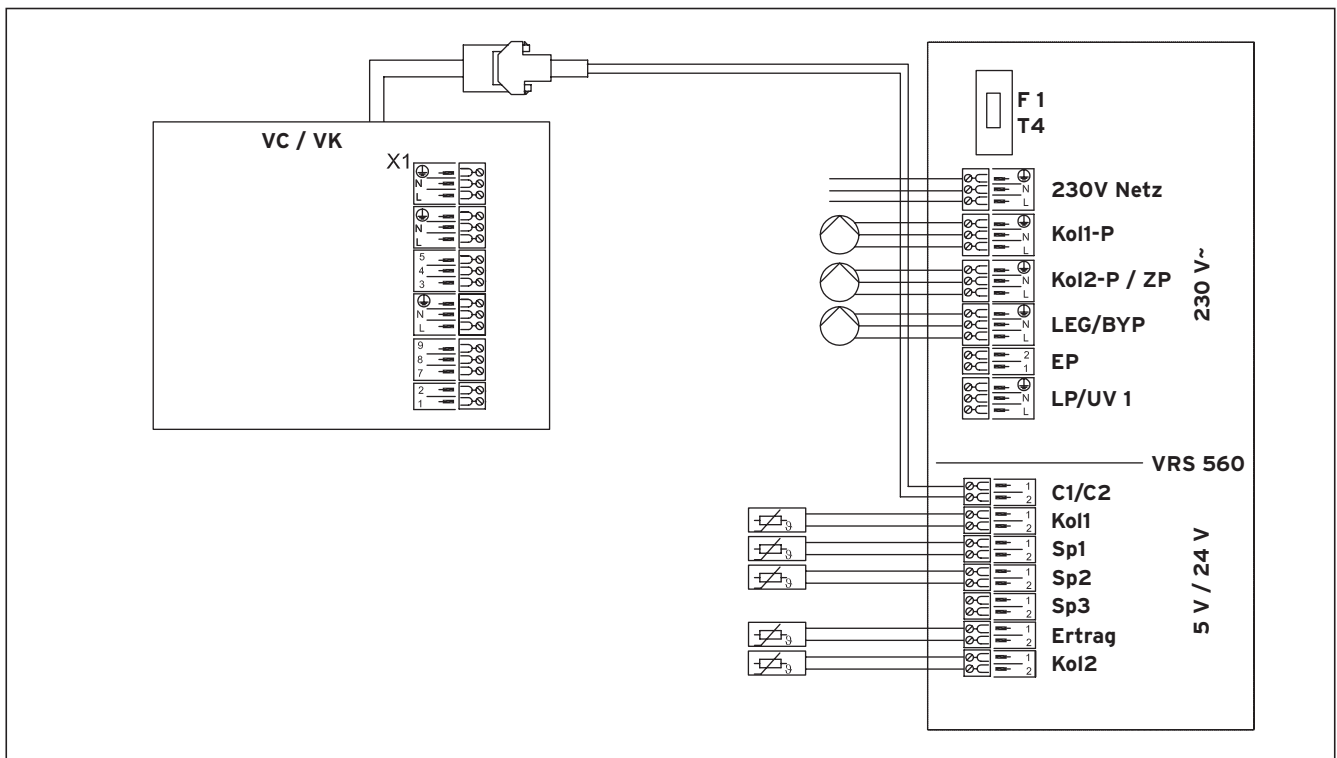 VC / VK
X1
N
L
N
L
5
4
3
N
L
9
8
7
2
1
F 1
T4
N
L
230V Netz
N
L
Kol1-P
N
L
Kol2-P / ZP
N
L
LEG/BYP
2
1
EP
N
L
LP/UV 1
230 V~
VRS 560
1
2
C1/C2
1
2
Kol1
1
2
Sp1
1
2
Sp2
1
2
Sp3
1
2
Ertrag
1
2
Kol2
5 V / 24 V
ϑ
ϑ
ϑ
ϑ
ϑ